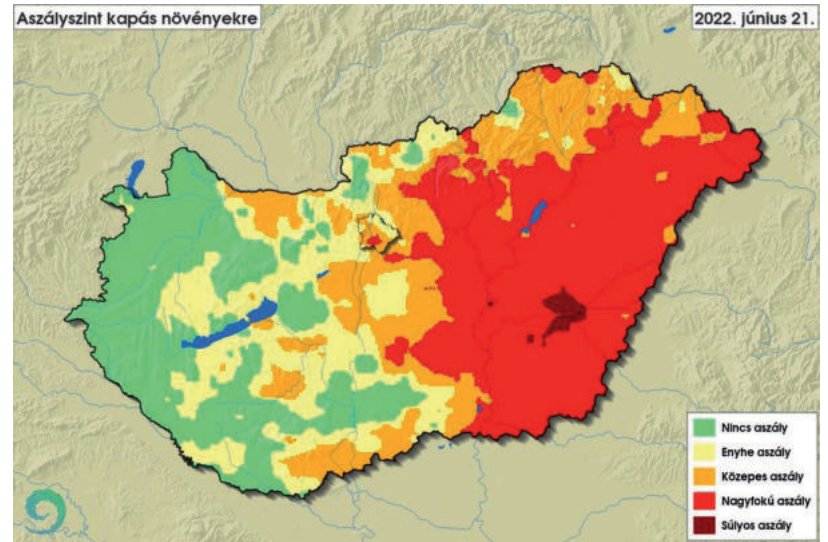 Aszályszint kapás növényekre
2022. június 21.
Nincs aszály
Enyhe aszály
Közepes aszály
Nagyfokú aszály
Súlyos aszály